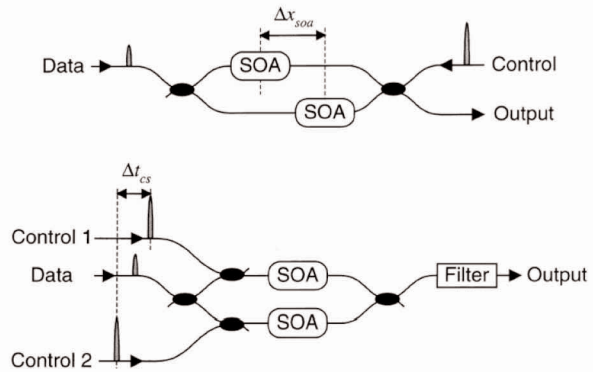 Δx_soa
Data
SOA
Control
SOA
Output
Δt_cs
Control 1
Data
SOA
Filter
Output
SOA
Control 2